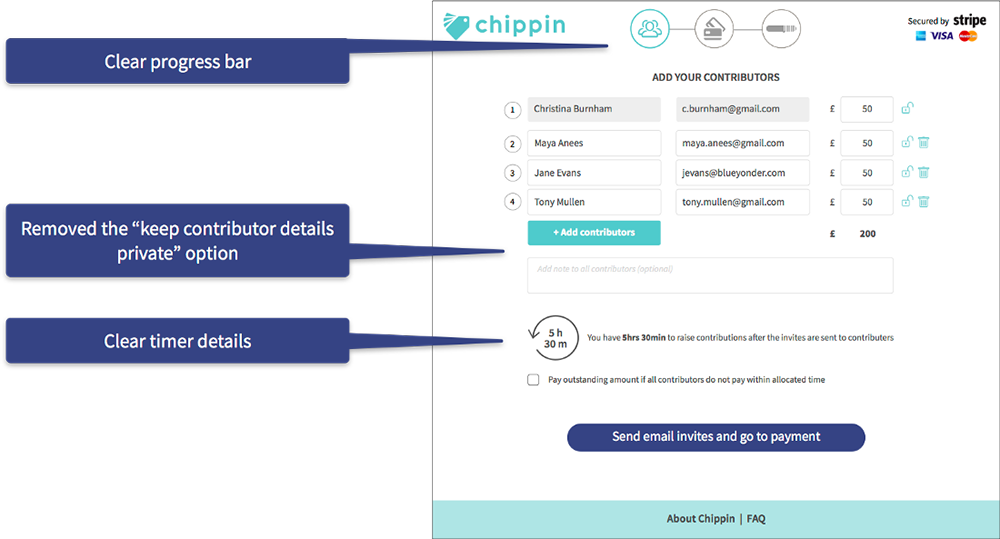 chippin
Secured by stripe
VISA
Clear progress bar
ADD YOUR CONTRIBUTORS
1 Christina Burnham c.burnham@gmail.com £ 50
2 Maya Anees maya.anees@gmail.com £ 50
3 Jane Evans jevans@blueyonder.com £ 50
4 Tony Mullen tony.mullen@gmail.com £ 50
+ Add contributors £ 200
Removed the “keep contributor details
private” option
Add note to all contributors (optional)
Clear timer details
5 h
30 m
You have 5hrs 30min to raise contributions after the invites are sent to contributers
Pay outstanding amount if all contributors do not pay within allocated time
Send email invites and go to payment
About Chippin | FAQ